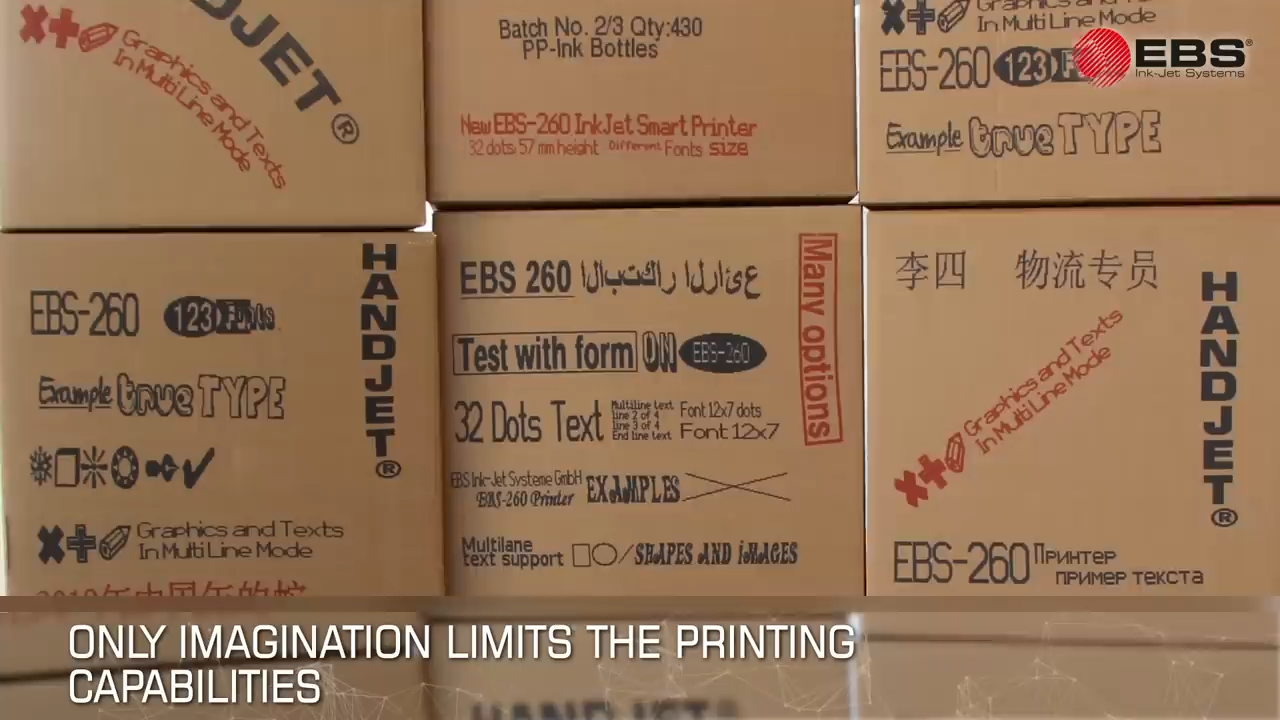 HANDJET®
Graphics and Texts
In Multi Line Mode
Batch No. 2/3 Qty:430
PP-Ink Bottles
New EBS-260 InkJet Smart Printer
32 dots/57 mm height Different Fonts size
Graphics and Texts
In Multi Line Mode
EBS-260 123
Example true TYPE
EBS®
Ink-Jet Systems
EBS-260 123 Fonts
Example true TYPE
Graphics and Texts
In Multi Line Mode
HANDJET®
EBS 260 الابتكار الرائع
Test with form ON EBS-260
32 Dots Text
Multiline text
line 2 of 4
line 3 of 4
End line text
Font 12x7 dots
Font 12x7
EBS Ink-Jet Systeme GmbH
EBS-260 Printer
EXAMPLES
Multilane
text support
SHAPES AND IMAGES
Many options
李四 物流专员
Graphics and Texts
In Multi Line Mode
HANDJET®
EBS-260 Принтер
пример текста
ONLY IMAGINATION LIMITS THE PRINTING
CAPABILITIES
HANDJET®